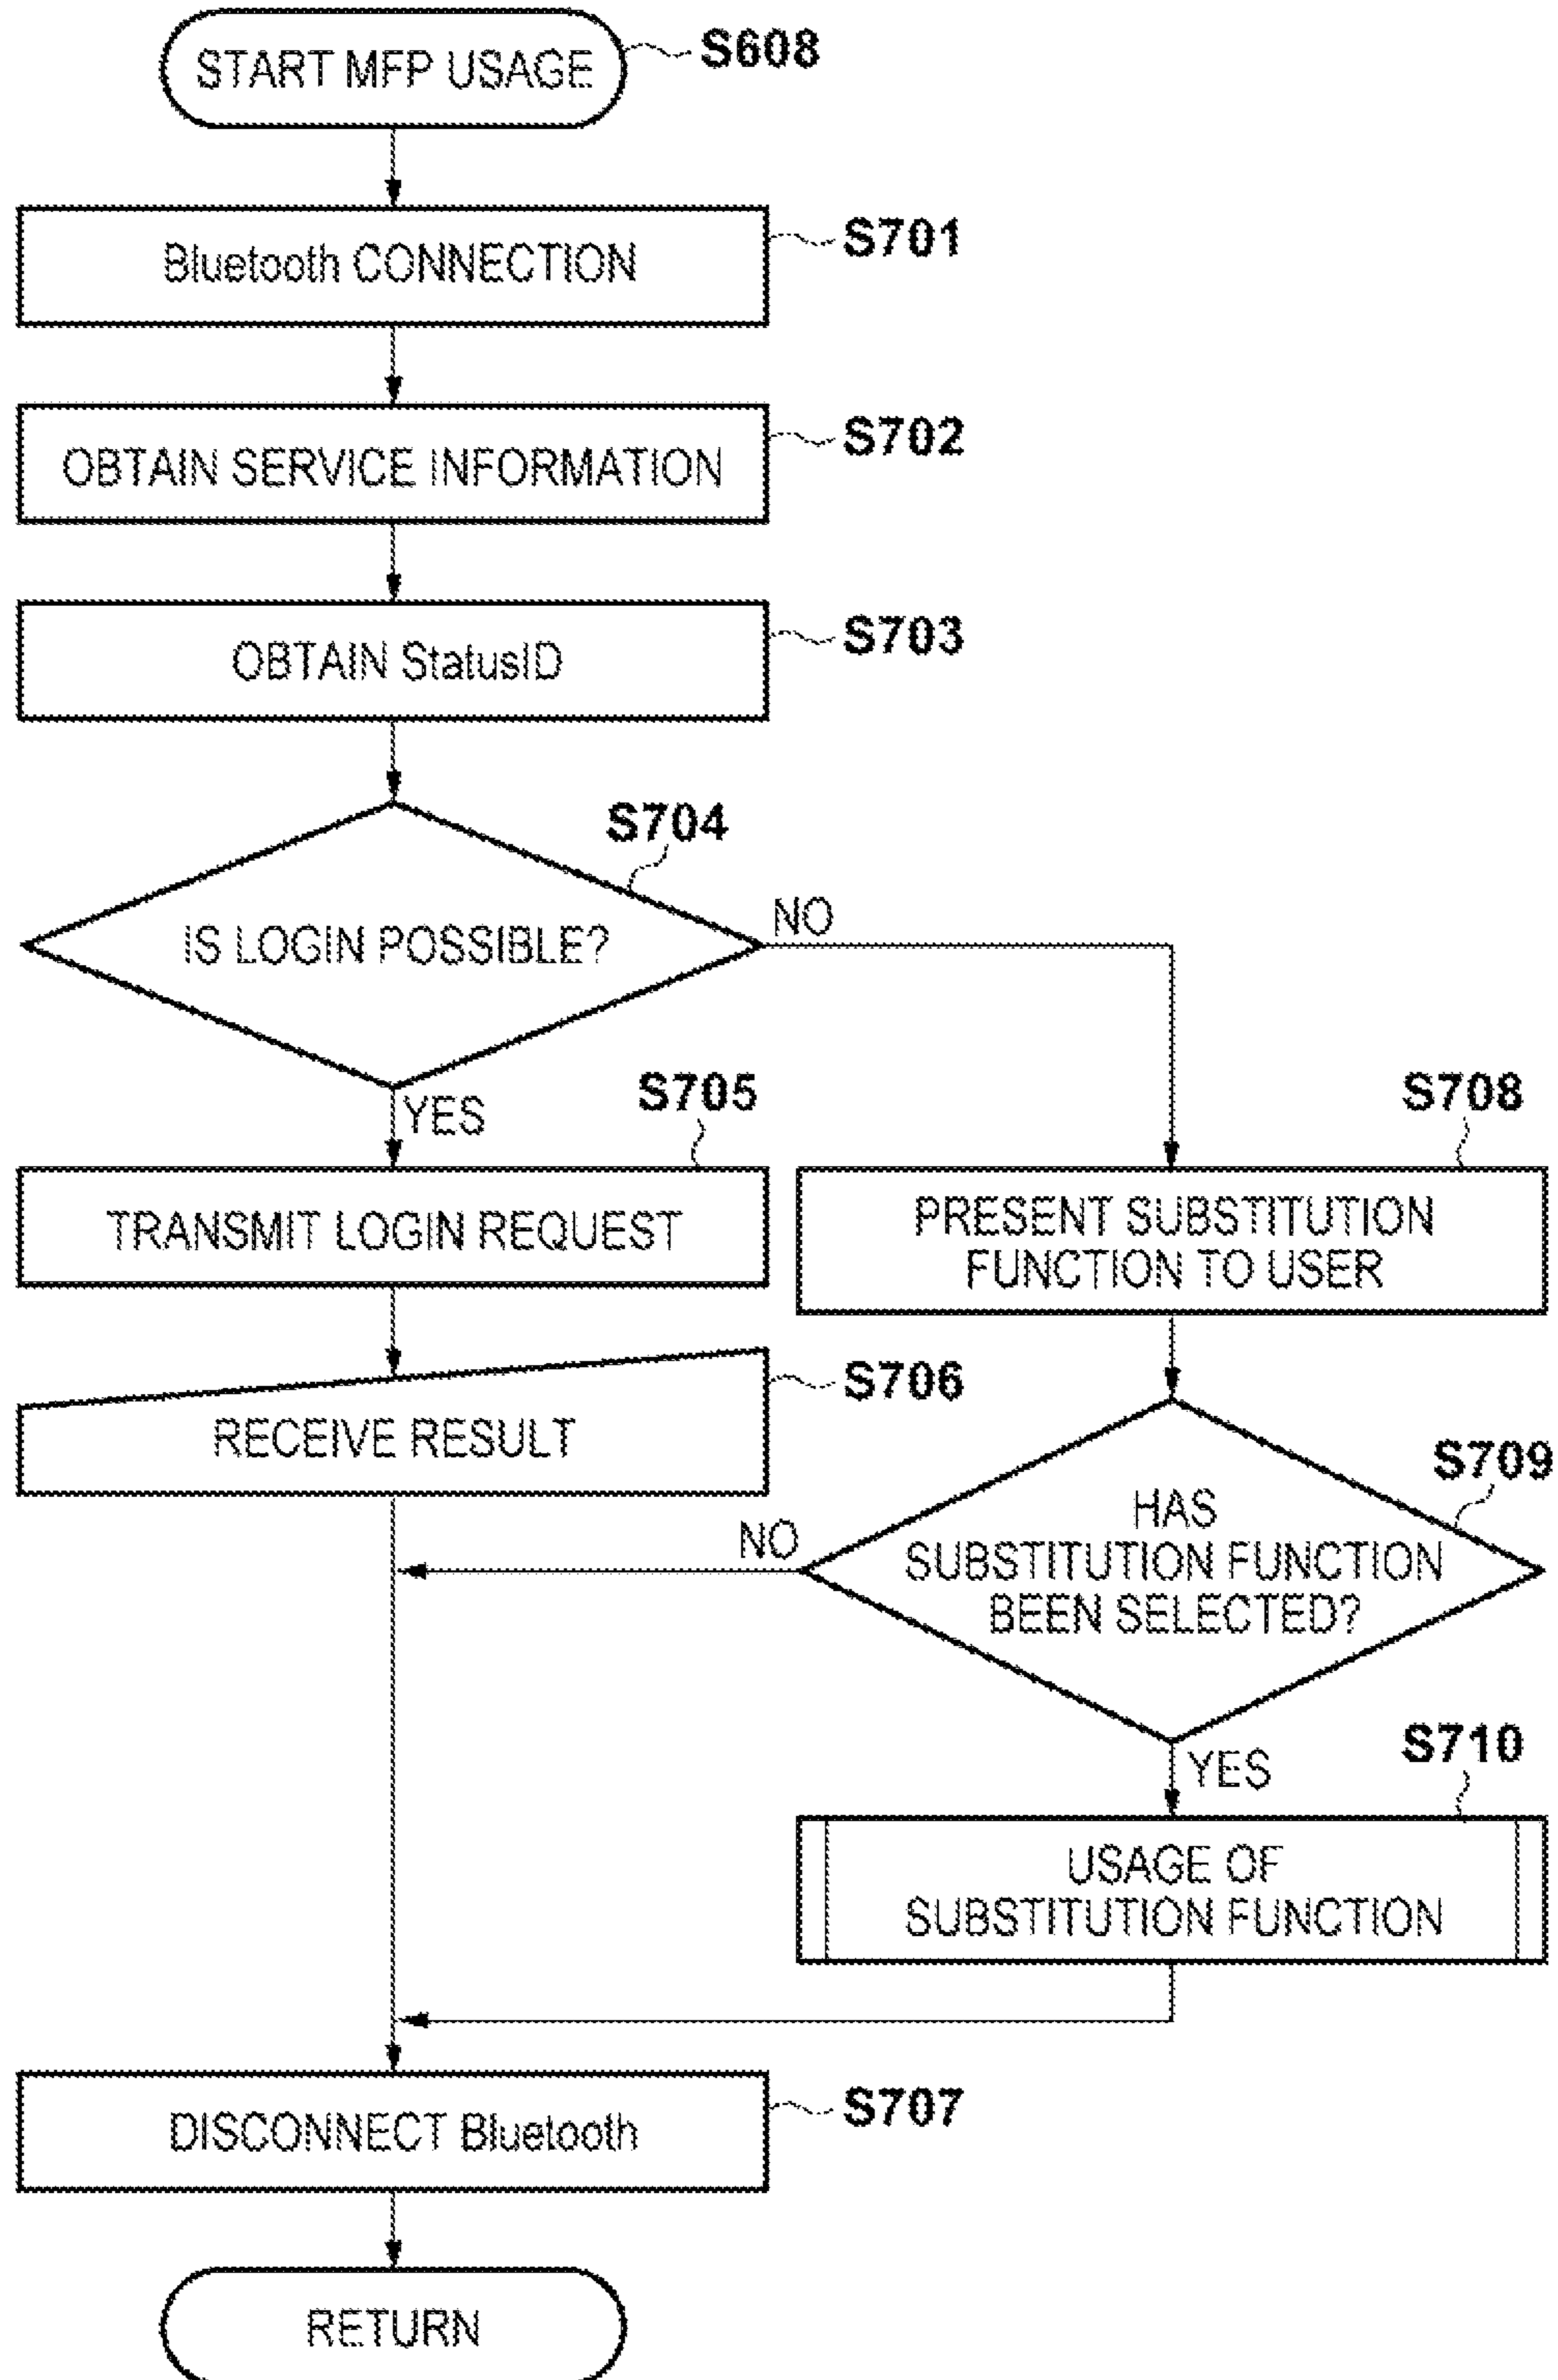 START MFP USAGE
S608
Bluetooth CONNECTION
S701
OBTAIN SERVICE INFORMATION
S702
OBTAIN StatusID
S703
S704
IS LOGIN POSSIBLE?
NO
YES
S705
TRANSMIT LOGIN REQUEST
S708
PRESENT SUBSTITUTION
FUNCTION TO USER
RECEIVE RESULT
S706
S709
HAS
SUBSTITUTION FUNCTION
BEEN SELECTED?
NO
YES
S710
USAGE OF
SUBSTITUTION FUNCTION
DISCONNECT Bluetooth
S707
RETURN